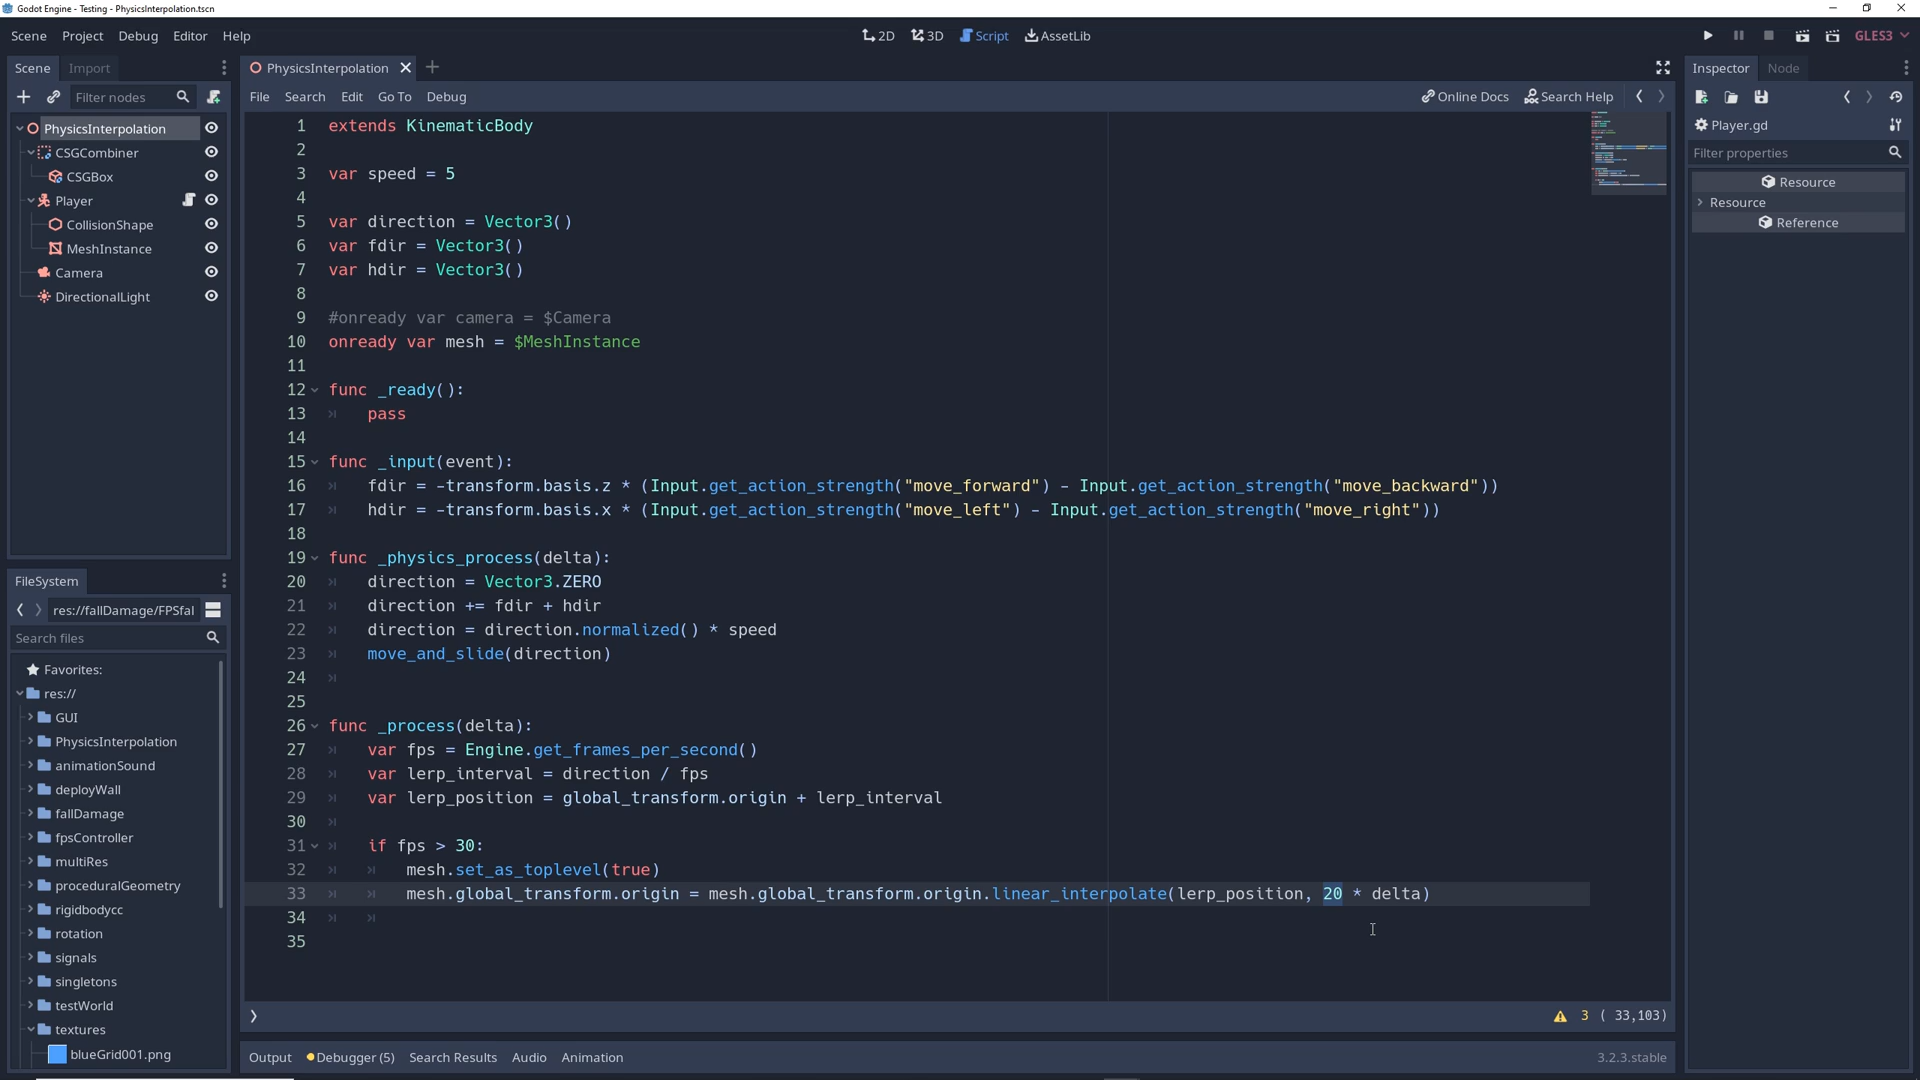 Godot Engine - Testing - PhysicsInterpolation.tscn
Scene Project Debug Editor Help
2D 3D Script AssetLib
GLES3
Scene Import
PhysicsInterpolation
Inspector Node
Filter nodes
File Search Edit Go To Debug
Online Docs Search Help
PhysicsInterpolation
CSGCombiner
CSGBox
Player
CollisionShape
MeshInstance
Camera
DirectionalLight
1 extends KinematicBody
2
3 var speed = 5
4
5 var direction = Vector3()
6 var fdir = Vector3()
7 var hdir = Vector3()
8
9 #onready var camera = $Camera
10 onready var mesh = $MeshInstance
11
12 func _ready():
13 pass
14
15 func _input(event):
16 fdir = -transform.basis.z * (Input.get_action_strength("move_forward") - Input.get_action_strength("move_backward"))
17 hdir = -transform.basis.x * (Input.get_action_strength("move_left") - Input.get_action_strength("move_right"))
18
19 func _physics_process(delta):
20 direction = Vector3.ZERO
21 direction += fdir + hdir
22 direction = direction.normalized() * speed
23 move_and_slide(direction)
24
25
26 func _process(delta):
27 var fps = Engine.get_frames_per_second()
28 var lerp_interval = direction / fps
29 var lerp_position = global_transform.origin + lerp_interval
30
31 if fps > 30:
32 mesh.set_as_toplevel(true)
33 mesh.global_transform.origin = mesh.global_transform.origin.linear_interpolate(lerp_position, 20 * delta)
34
35
3 ( 33,103)
Output Debugger (5) Search Results Audio Animation
3.2.3.stable
FileSystem
res://fallDamage/FPSfal
Search files
Favorites:
res://
GUI
PhysicsInterpolation
animationSound
deployWall
fallDamage
fpsController
multiRes
proceduralGeometry
rigidbodycc
rotation
signals
singletons
testWorld
textures
blueGrid001.png
Player.gd
Filter properties
Resource
Resource
Reference